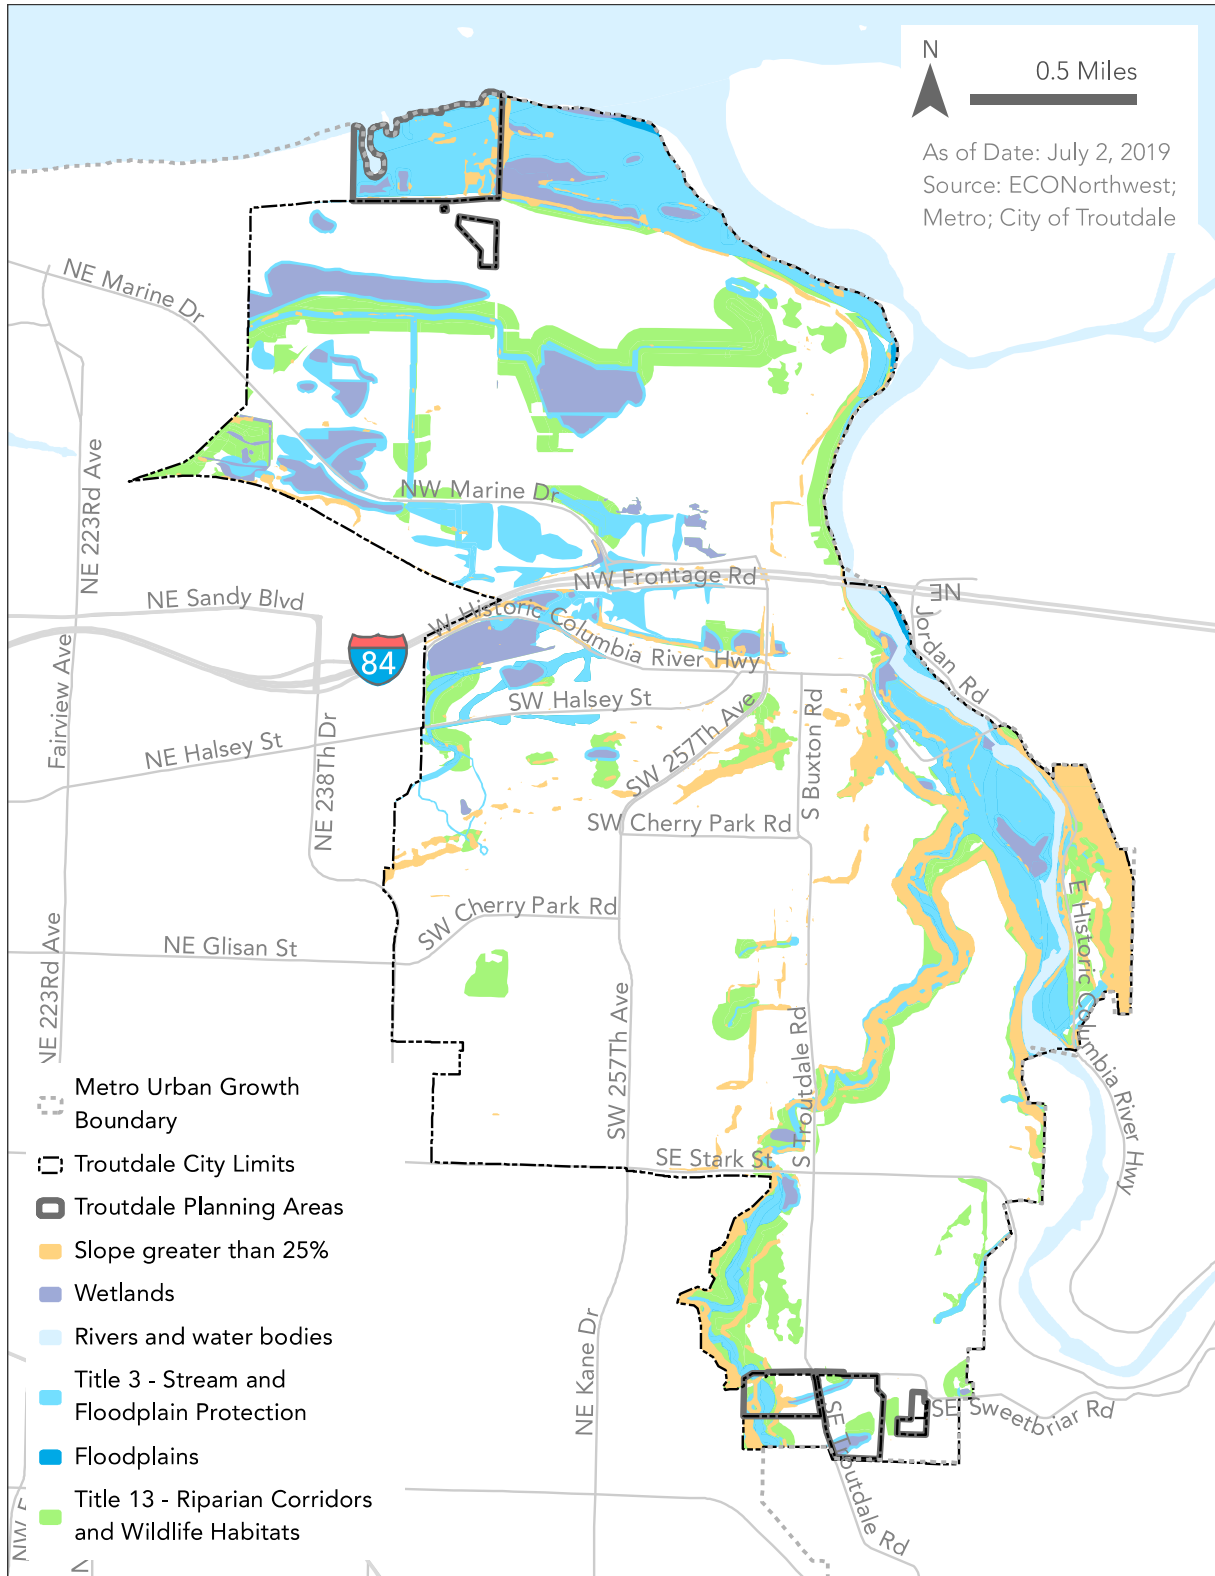 N
0.5 Miles
As of Date: July 2, 2019
Source: ECONorthwest;
Metro; City of Troutdale
NE Marine Dr
NE 223Rd Ave
NW Marine Dr
NE Sandy Blvd
NW Frontage Rd
NE
Jordan Rd
W Historic Columbia River Hwy
84
Fairview Ave
NE Halsey St
NE 238Th Dr
SW Halsey St
SW 257Th Ave
S Buxton Rd
SW Cherry Park Rd
SW Cherry Park Rd
NE Glisan St
NE 223Rd Ave
SW 257Th Ave
S Troutdale Rd
E Historic Columbia River Hwy
SE Stark St
NE Kane Dr
SE Sweetbriar Rd
SE Troutdale Rd
Metro Urban Growth
Boundary
Troutdale City Limits
Troutdale Planning Areas
Slope greater than 25%
Wetlands
Rivers and water bodies
Title 3 - Stream and
Floodplain Protection
Floodplains
Title 13 - Riparian Corridors
and Wildlife Habitats